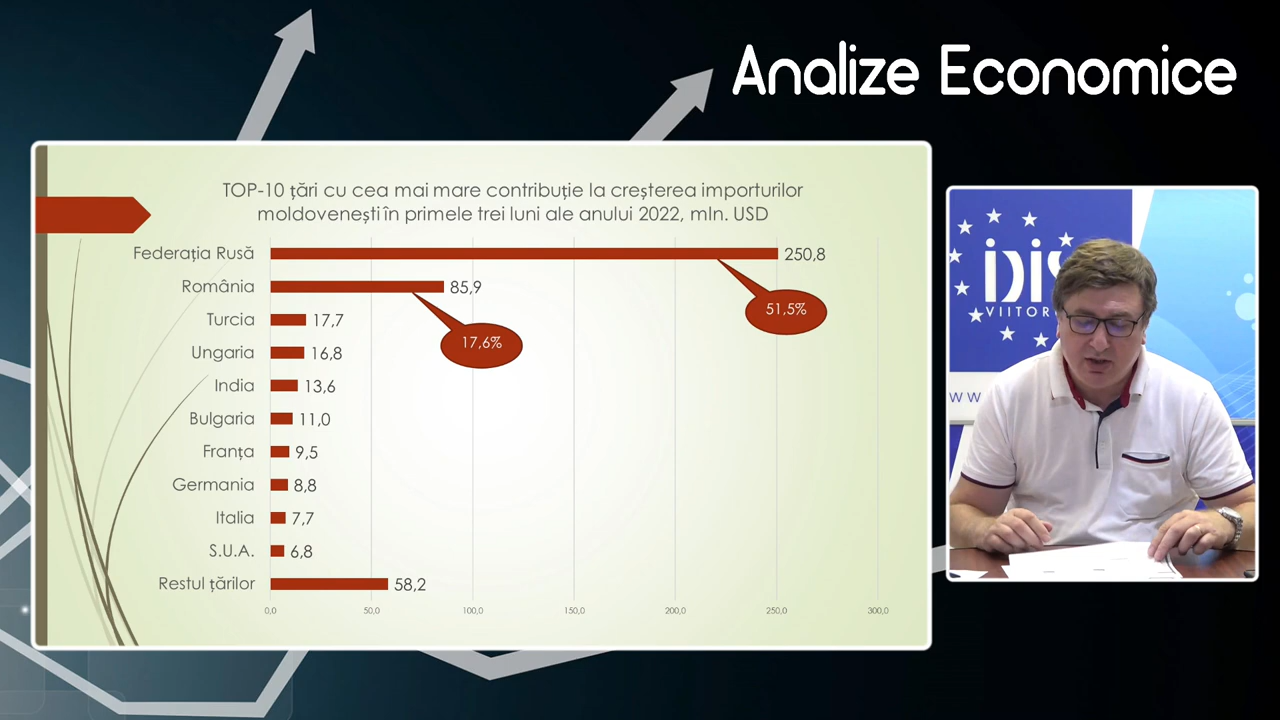 Analize Economice
TOP-10 țări cu cea mai mare contribuție la creșterea importurilor
moldovenești în primele trei luni ale anului 2022, mln. USD
Federația Rusă 250,8
România 85,9
51,5%
Turcia 17,7
17,6%
Ungaria 16,8
India 13,6
Bulgaria 11,0
Franța 9,5
Germania 8,8
Italia 7,7
S.U.A. 6,8
Restul țărilor 58,2
0,0 50,0 100,0 150,0 200,0 250,0 300,0
IDIS
VIITOR
WW